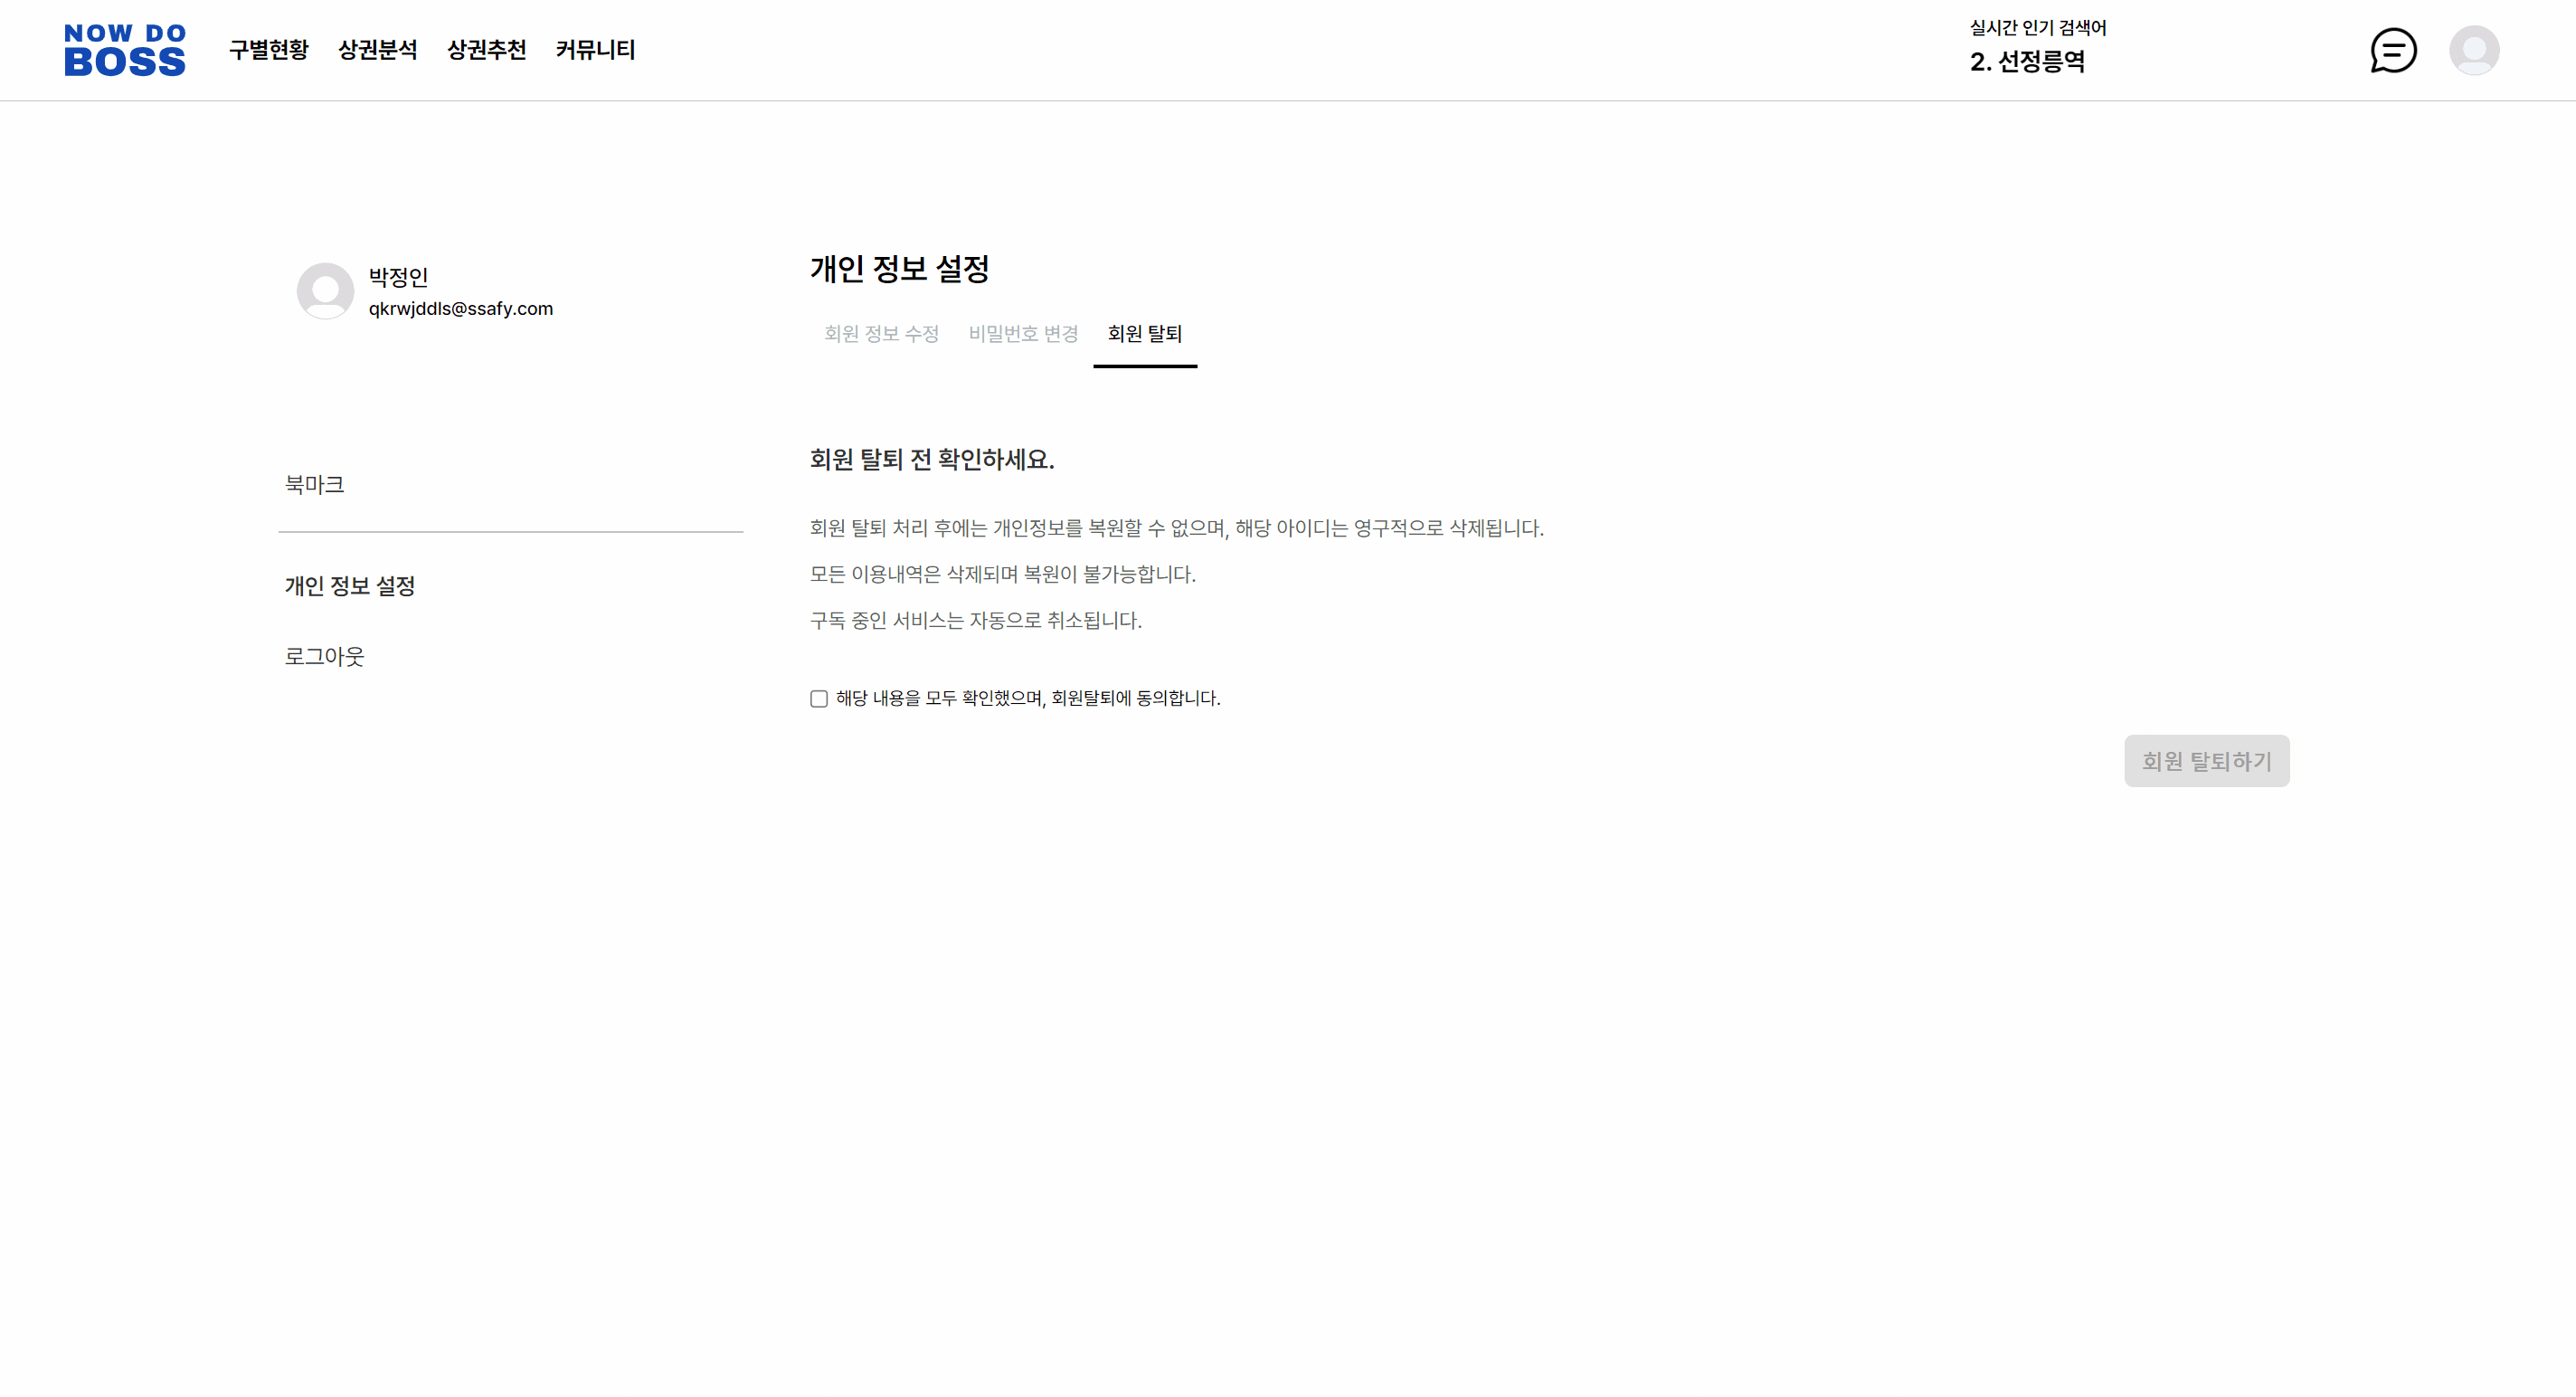 NOW DO
BOSS
구별현황 상권분석 상권추천 커뮤니티
실시간 인기 검색어
2. 선정릉역
박정인
qkrwjddls@ssafy.com
북마크
개인 정보 설정
로그아웃
개인 정보 설정
회원 정보 수정 비밀번호 변경 회원 탈퇴
회원 탈퇴 전 확인하세요.
회원 탈퇴 처리 후에는 개인정보를 복원할 수 없으며, 해당 아이디는 영구적으로 삭제됩니다.
모든 이용내역은 삭제되며 복원이 불가능합니다.
구독 중인 서비스는 자동으로 취소됩니다.
해당 내용을 모두 확인했으며, 회원탈퇴에 동의합니다.
회원 탈퇴하기